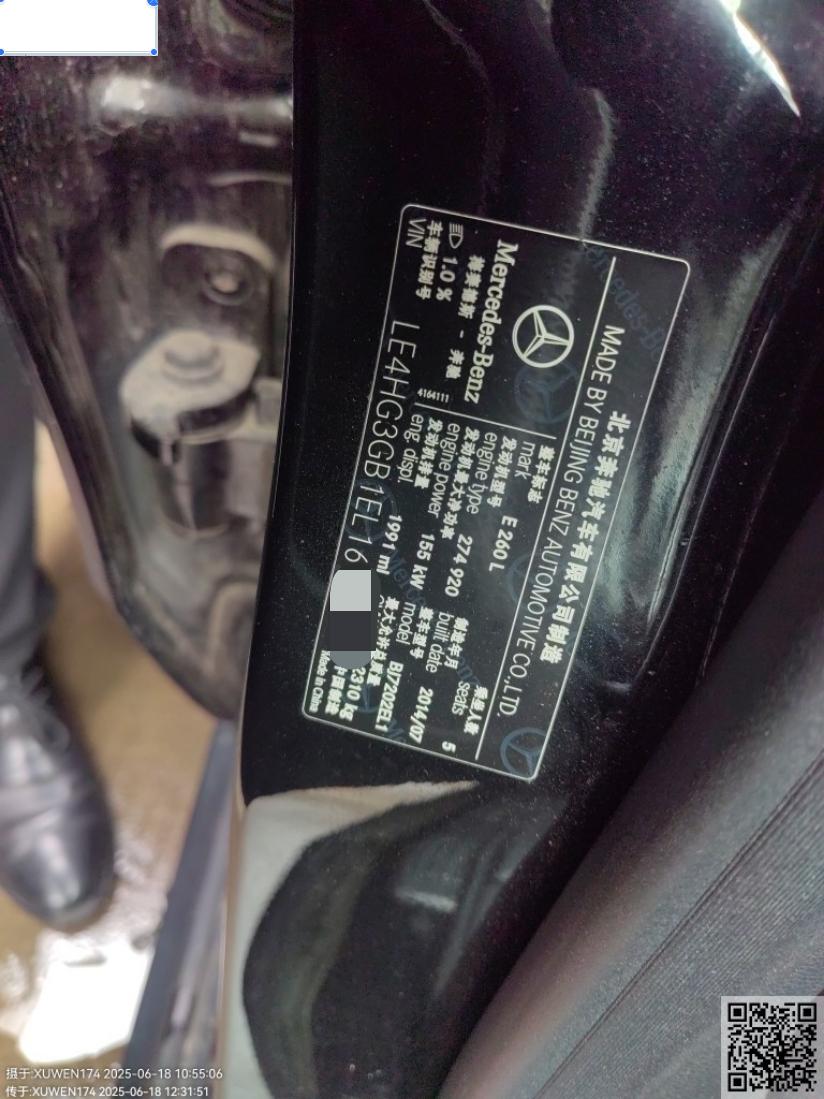 北京奔驰汽车有限公司制造
MADE BY BEIJING BENZ AUTOMOTIVE CO.,LTD.
Mercedes-Benz
梅赛德斯 - 奔驰
1.0 %
4164111
整车标志
mark E 260 L
乘坐人数
seats 5
发动机型号
engine type 274 920
制造年月
built date 2014/07
发动机最大净功率
engine power 155 kW
整车型号
model BJ7202EL1
发动机排量
eng. displ. 1991 ml
最大允许总质量
2310 kg
车辆识别号
VIN LE4HG3GB1EL16
中国制造
Made in China
摄于:XUWEN174 2025-06-18 10:55:06
传于:XUWEN174 2025-06-18 12:31:51